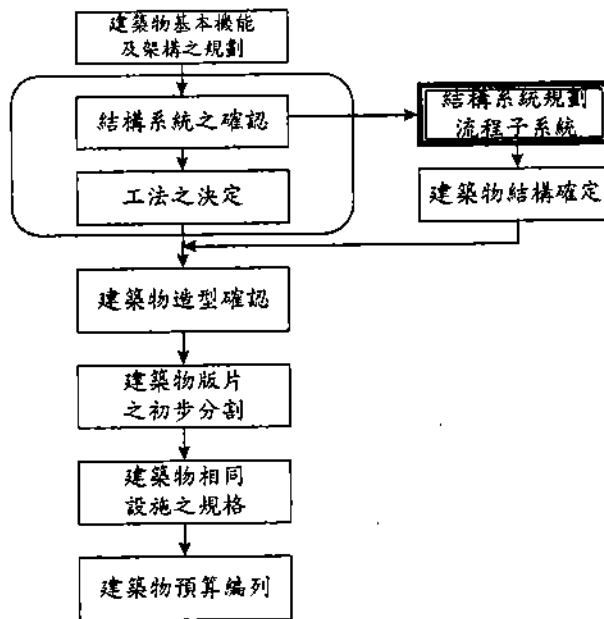 建築物基本機能
及架構之規劃
結構系統之確認
結構系統規劃
流程子系統
工法之決定
建築物結構確定
建築物造型確認
建築物版片
之初步分割
建築物相同
設施之規格
建築物預算編列